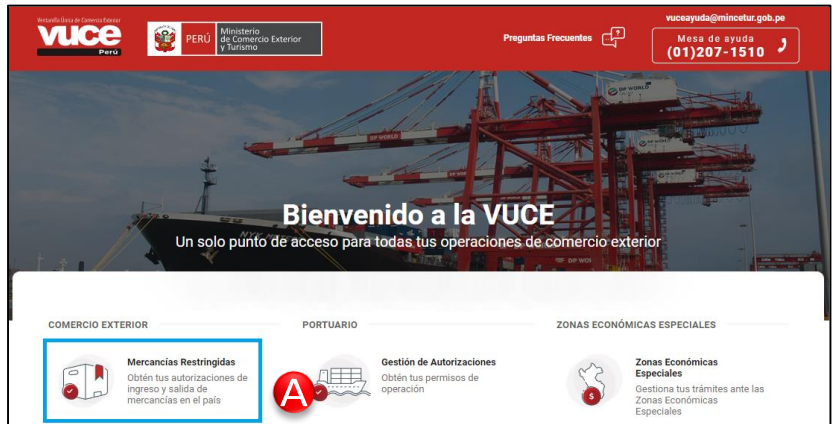 Ventanilla Única de Comercio Exterior
vuce
Perú
PERÚ
Ministerio
de Comercio Exterior
y Turismo
Preguntas Frecuentes
vuceayuda@mincetur.gob.pe
Mesa de ayuda
(01)207-1510
DP WORLD
DP WORLD
Bienvenido a la VUCE
Un solo punto de acceso para todas tus operaciones de comercio exterior
COMERCIO EXTERIOR
Mercancías Restringidas
Obtén tus autorizaciones de
ingreso y salida de
mercancías en el país
A
PORTUARIO
Gestión de Autorizaciones
Obtén tus permisos de
operación
ZONAS ECONÓMICAS ESPECIALES
$
Zonas Económicas
Especiales
Gestiona tus trámites ante las
Zonas Económicas
Especiales